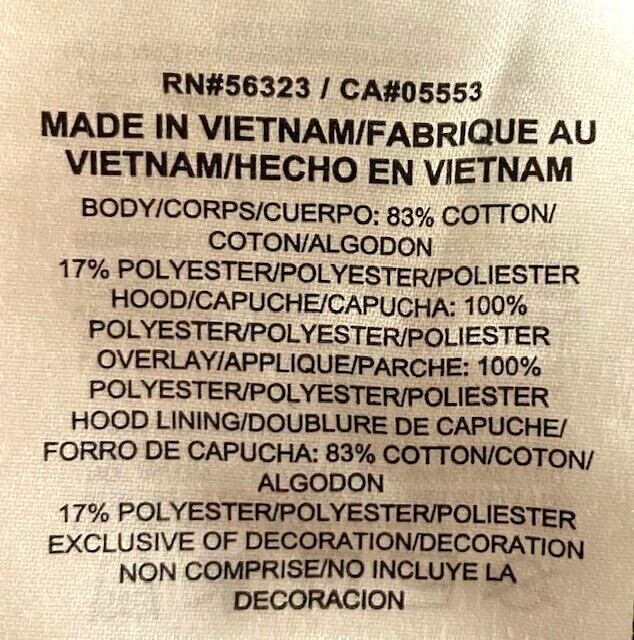 RN#56323 / CA#05553
MADE IN VIETNAM/FABRIQUE AU
VIETNAM/HECHO EN VIETNAM
BODY/CORPS/CUERPO: 83% COTTON/
COTON/ALGODON
17% POLYESTER/POLYESTER/POLIESTER
HOOD/CAPUCHE/CAPUCHA: 100%
POLYESTER/POLYESTER/POLIESTER
OVERLAY/APPLIQUE/PARCHE: 100%
POLYESTER/POLYESTER/POLIESTER
HOOD LINING/DOUBLURE DE CAPUCHE/
FORRO DE CAPUCHA: 83% COTTON/COTON/
ALGODON
17% POLYESTER/POLYESTER/POLIESTER
EXCLUSIVE OF DECORATION/DECORATION
NON COMPRISE/NO INCLUYE LA
DECORACION